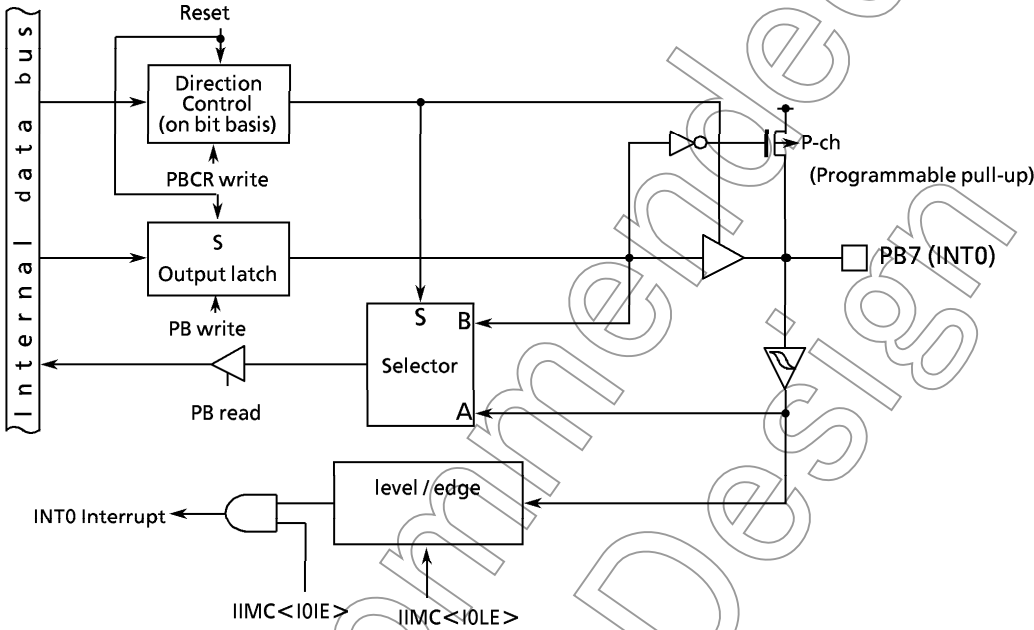 Reset
Internal data bus
Direction
Control
(on bit basis)
P-ch
(Programmable pull-up)
PBCR write
S
Output latch
PB7 (INT0)
PB write
S
B
Selector
A
PB read
level / edge
INT0 Interrupt
IIMC<I0IE>
IIMC<I0LE>